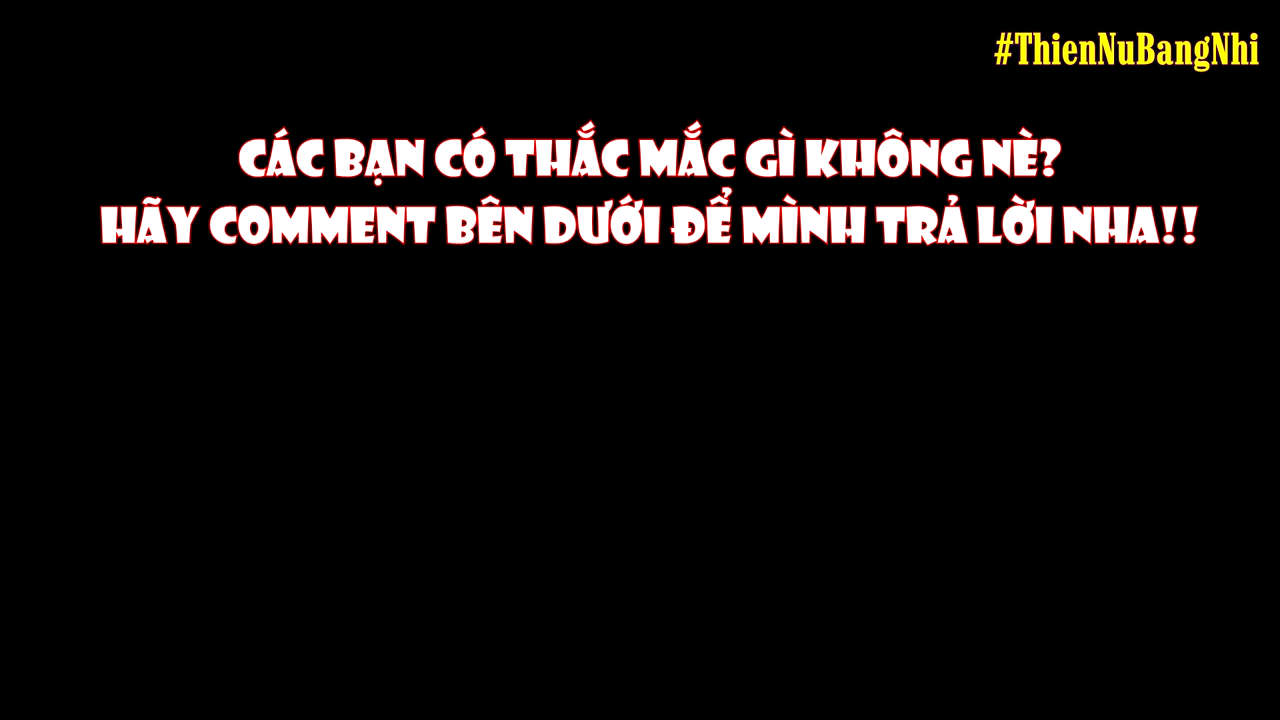 #ThienNuBangNhi
CÁC BẠN CÓ THẮC MẮC GÌ KHÔNG NÈ?
HÃY COMMENT BÊN DƯỚI ĐỂ MÌNH TRẢ LỜI NHA!!